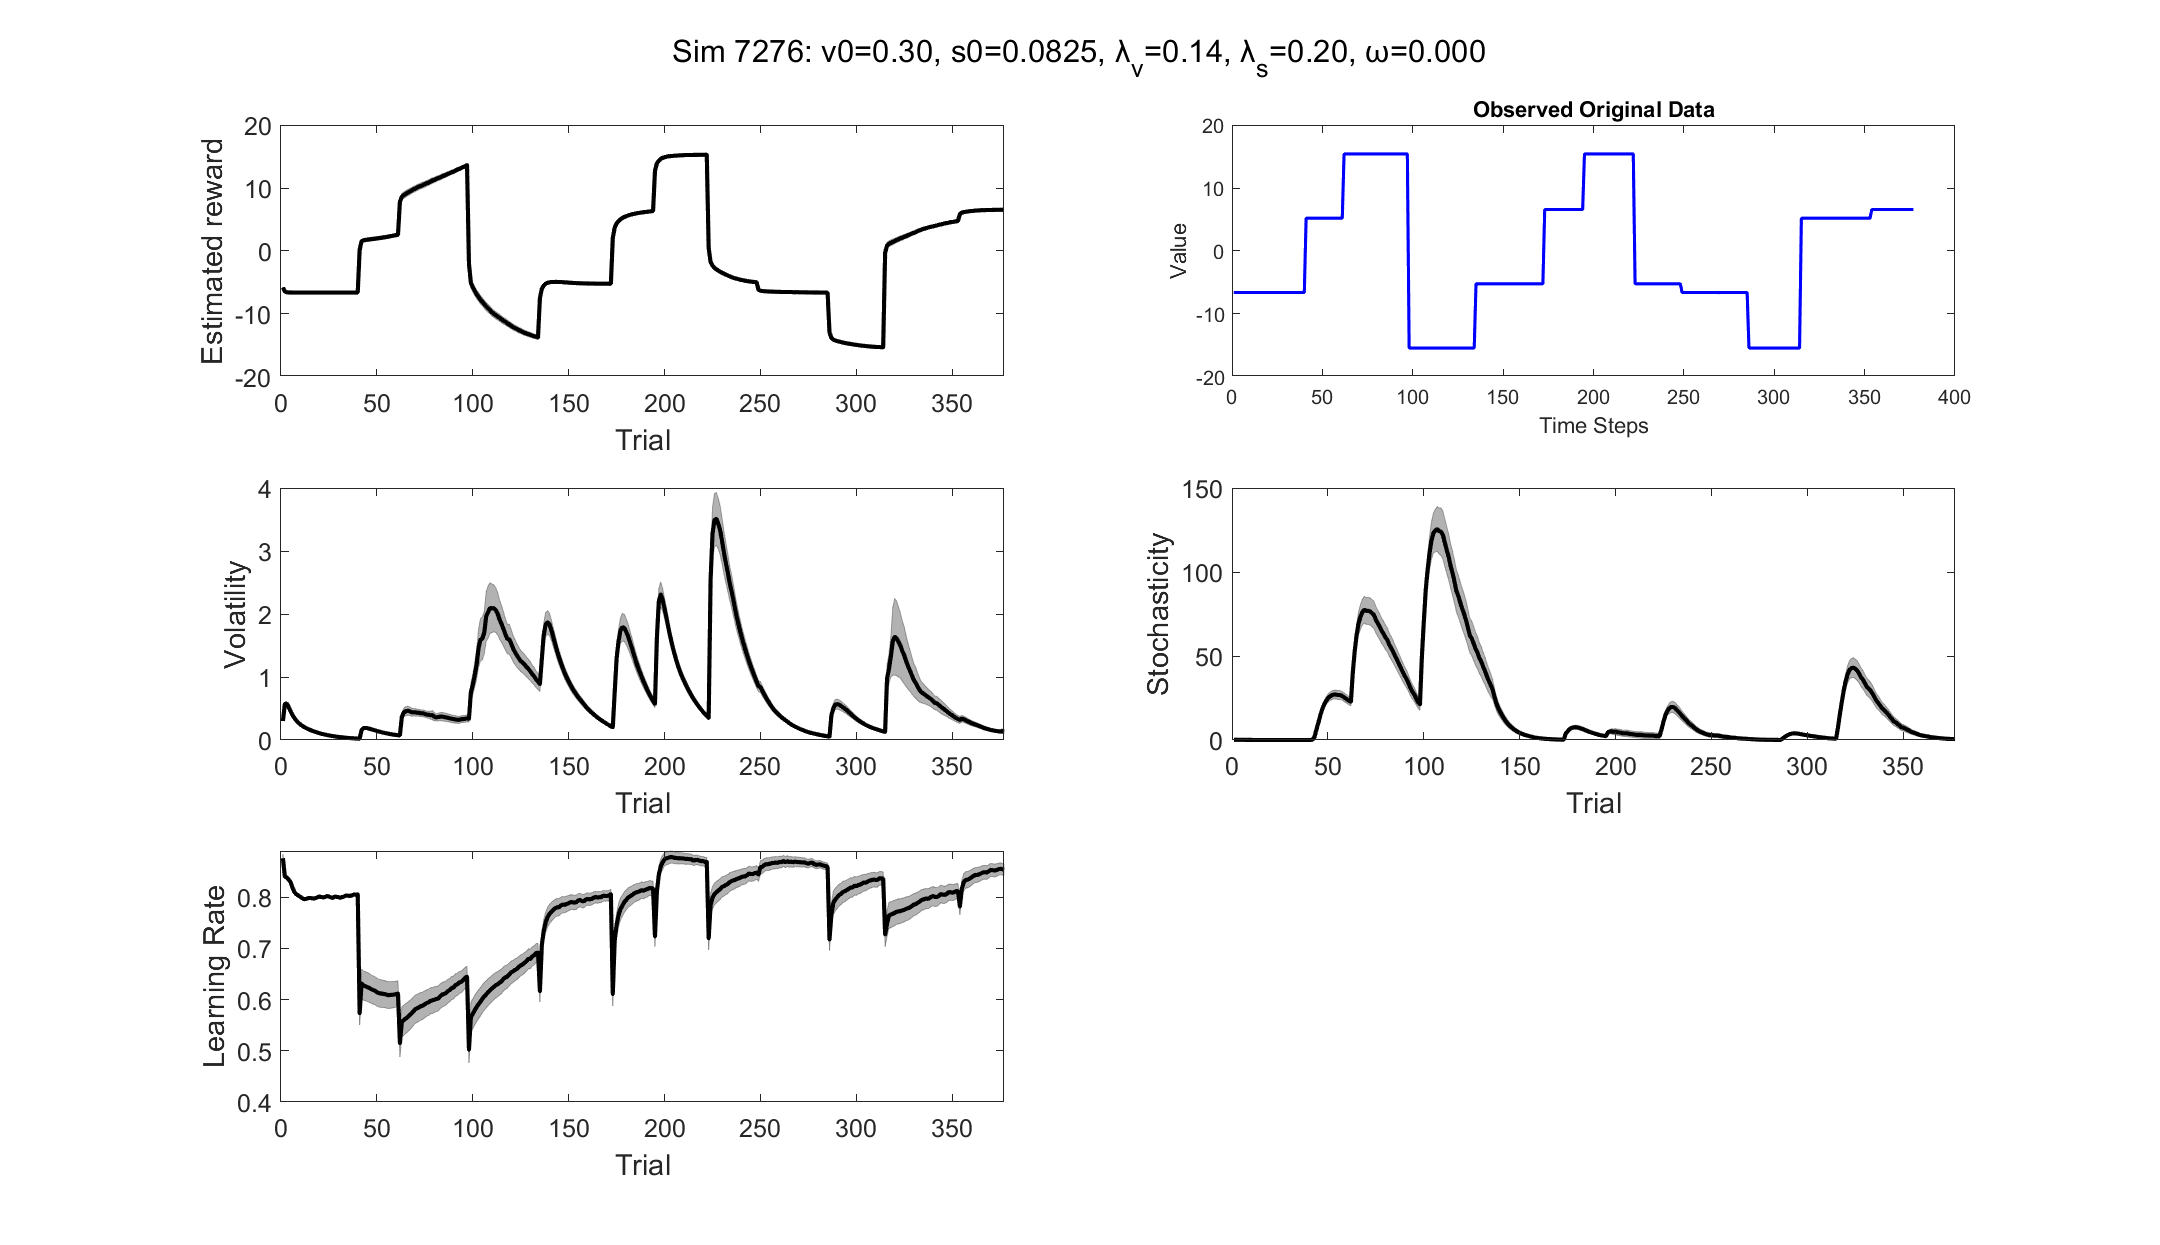 Sim 7276: v0=0.30, s0=0.0825, λ_v=0.14, λ_s=0.20, ω=0.000
20
10
0
-10
-20
Estimated reward
0 50 100 150 200 250 300 350
Trial
Observed Original Data
20
10
0
-10
-20
Value
0 50 100 150 200 250 300 350 400
Time Steps
4
3
2
1
0
Volatility
0 50 100 150 200 250 300 350
Trial
150
100
50
0
Stochasticity
0 50 100 150 200 250 300 350
Trial
0.8
0.7
0.6
0.5
0.4
Learning Rate
0 50 100 150 200 250 300 350
Trial